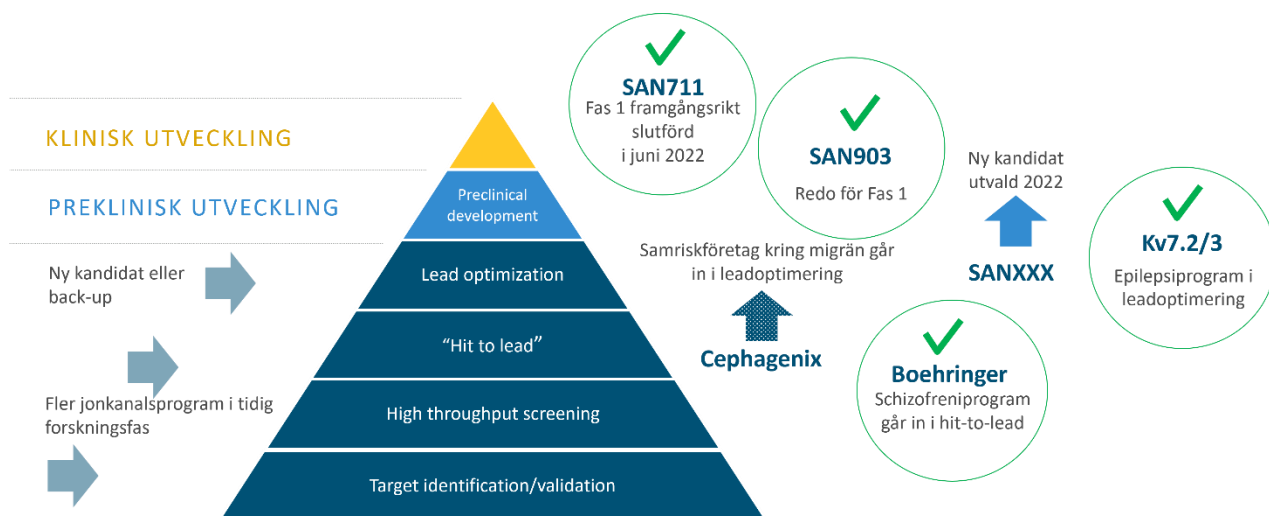 KLINISK UTVECKLING
PREKLINISK UTVECKLING
Ny kandidat eller
back-up
Fler jonkanalsprogram i tidig
forskningsfas
Preclinical
development
Lead optimization
“Hit to lead”
High throughput screening
Target identification/validation
SAN711
Fas 1 framgångsrikt
slutförd
i juni 2022
SAN903
Redo för Fas 1
Samriskföretag kring migrän går
in i leadoptimering
Cephagenix
Ny kandidat
utvald 2022
SANXXX
Boehringer
Schizofreniprogram
går in i hit-to-lead
Kv7.2/3
Epilepsiprogram i
leadoptimering